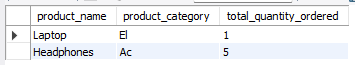 product_name product_category total_quantity_ordered
Laptop El 1
Headphones Ac 5